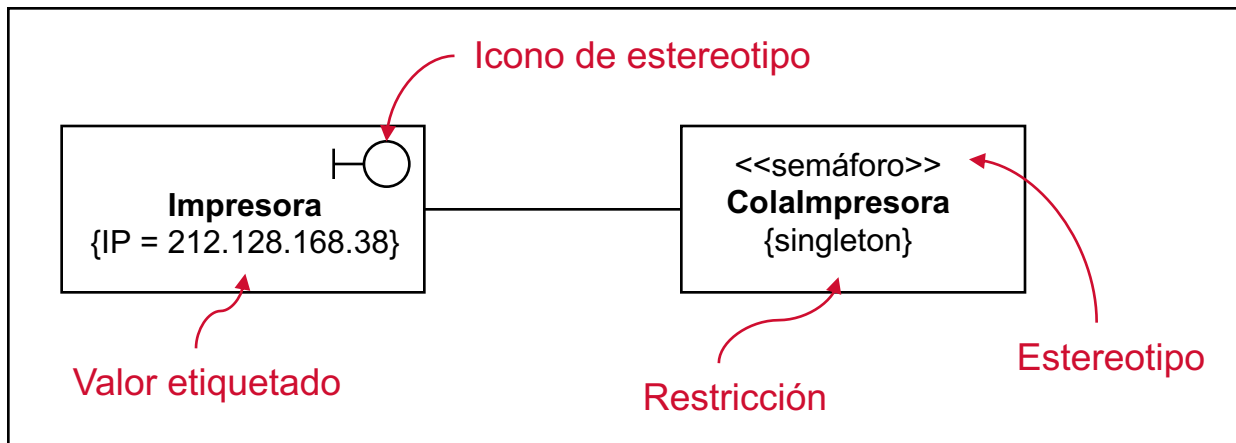 Icono de estereotipo
Impresora
{IP = 212.128.168.38}
<<semáforo>>
ColaImpresora
{singleton}
Valor etiquetado
Restricción
Estereotipo